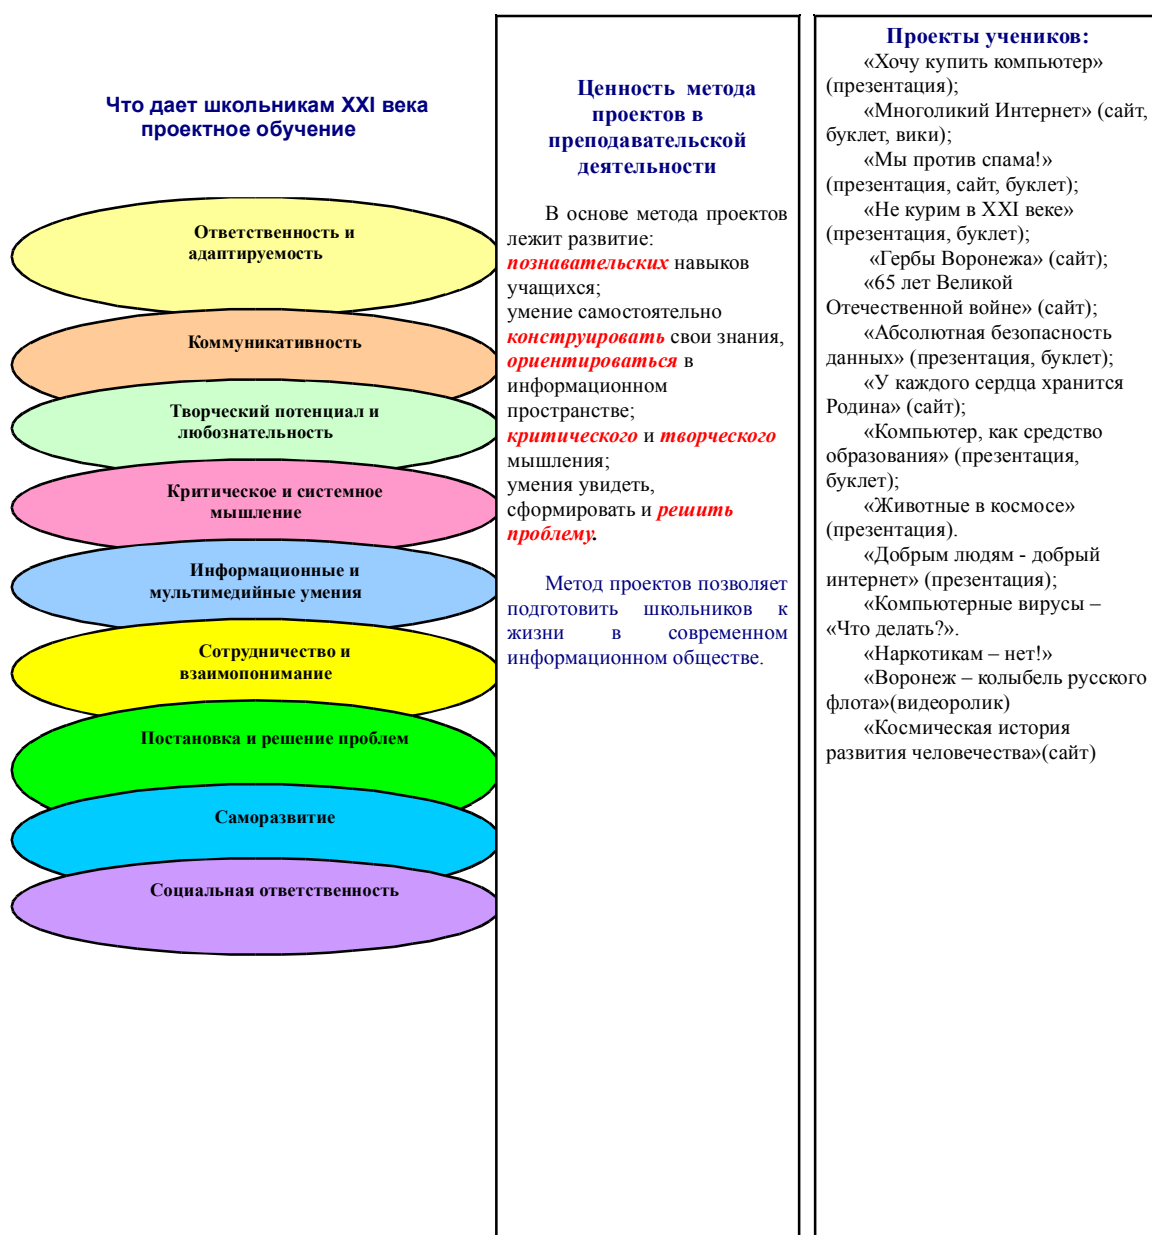 Что дает школьникам XXI века
проектное обучение
Ответственность и
адаптируемость
Коммуникативность
Творческий потенциал и
любознательность
Критическое и системное
мышление
Информационные и
мультимедийные умения
Сотрудничество и
взаимопонимание
Постановка и решение проблем
Саморазвитие
Социальная ответственность
Ценность метода
проектов в
преподавательской
деятельности
В основе метода проектов
лежит развитие:
познавательских навыков
учащихся;
умение самостоятельно
конструировать свои знания,
ориентироваться в
информационном
пространстве;
критического и творческого
мышления;
умения увидеть,
сформировать и решить
проблему.
Метод проектов позволяет
подготовить школьников к
жизни в современном
информационном обществе.
Проекты учеников:
«Хочу купить компьютер»
(презентация);
«Многоликий Интернет» (сайт,
буклет, вики);
«Мы против спама!»
(презентация, сайт, буклет);
«Не курим в XXI веке»
(презентация, буклет);
«Гербы Воронежа» (сайт);
«65 лет Великой
Отечественной войне» (сайт);
«Абсолютная безопасность
данных» (презентация, буклет);
«У каждого сердца хранится
Родина» (сайт);
«Компьютер, как средство
образования» (презентация,
буклет);
«Животные в космосе»
(презентация).
«Добрым людям - добрый
интернет» (презентация);
«Компьютерные вирусы –
«Что делать?».
«Наркотикам – нет!»
«Воронеж – колыбель русского
флота»(видеоролик)
«Космическая история
развития человечества»(сайт)